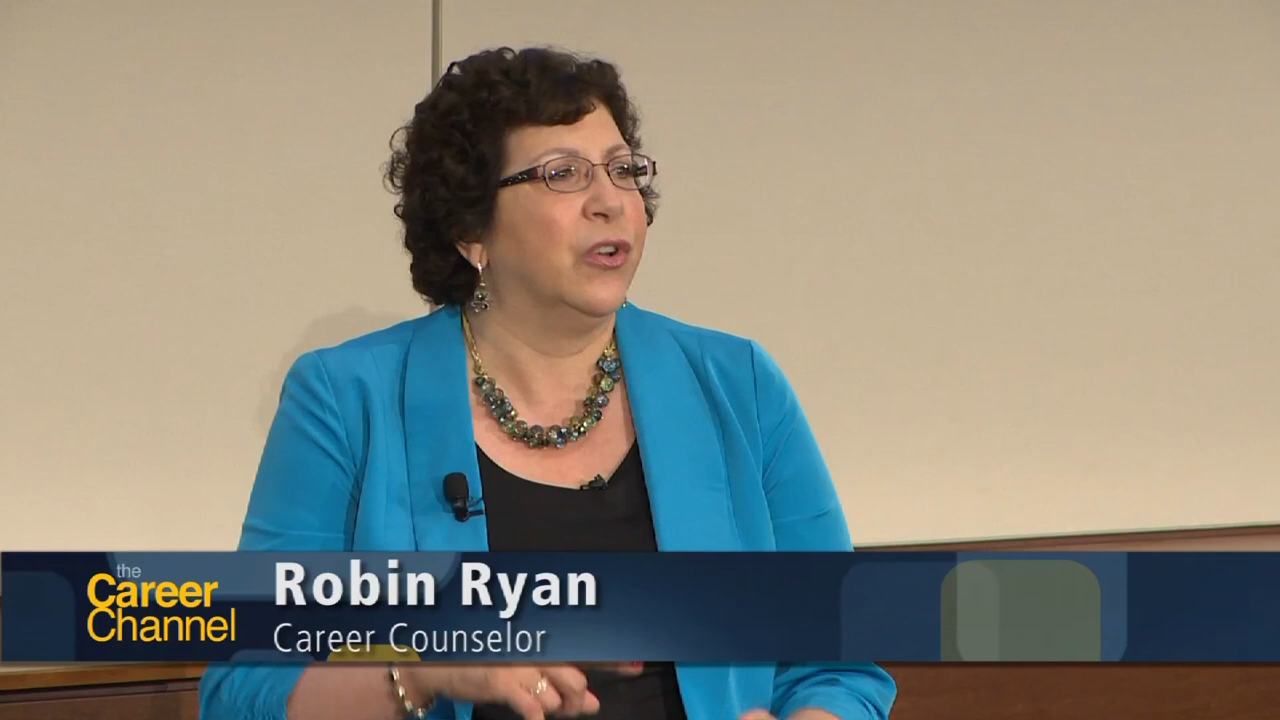 the
Career
Channel
Robin Ryan
Career Counselor